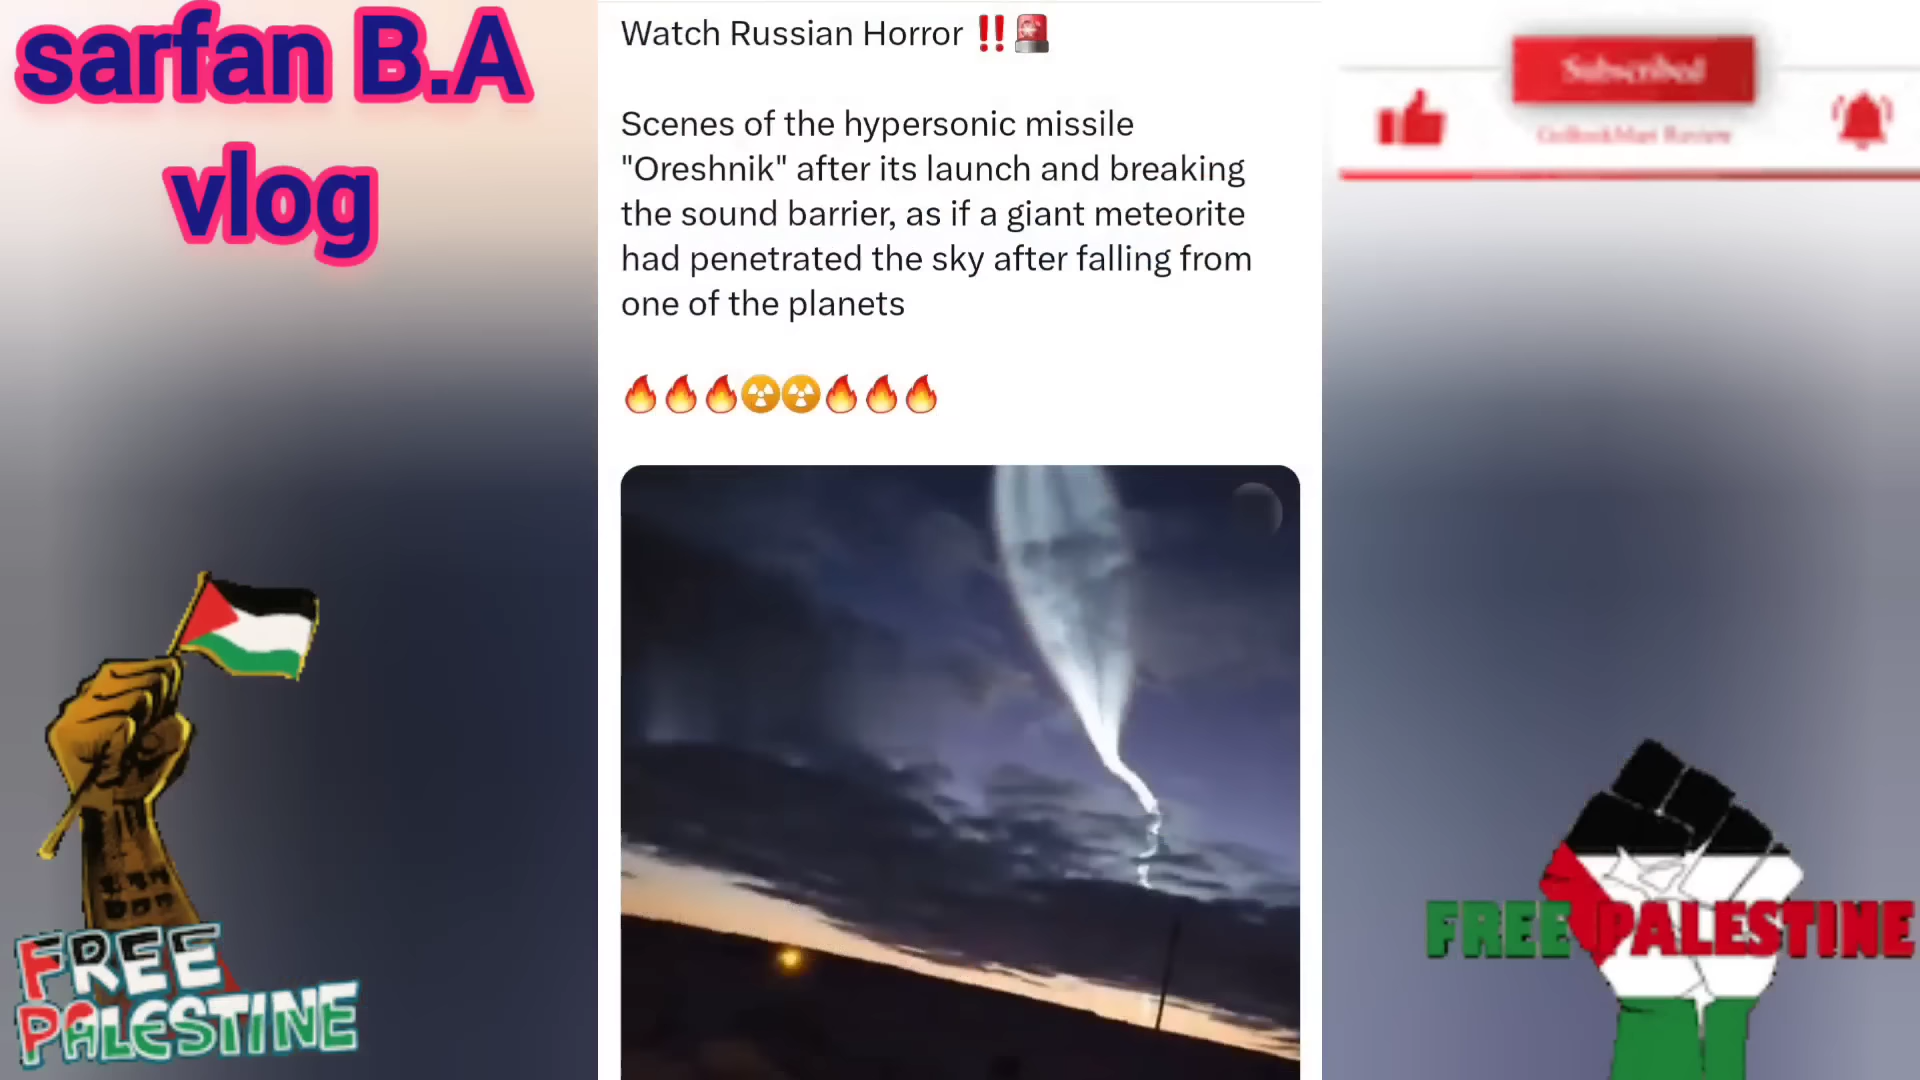 sarfan B.A
vlog
Watch Russian Horror ‼️🚨
Scenes of the hypersonic missile
"Oreshnik" after its launch and breaking
the sound barrier, as if a giant meteorite
had penetrated the sky after falling from
one of the planets
🔥🔥🔥☢️☢️🔥🔥🔥
Subscribed
FREE
PALESTINE
FREE PALESTINE